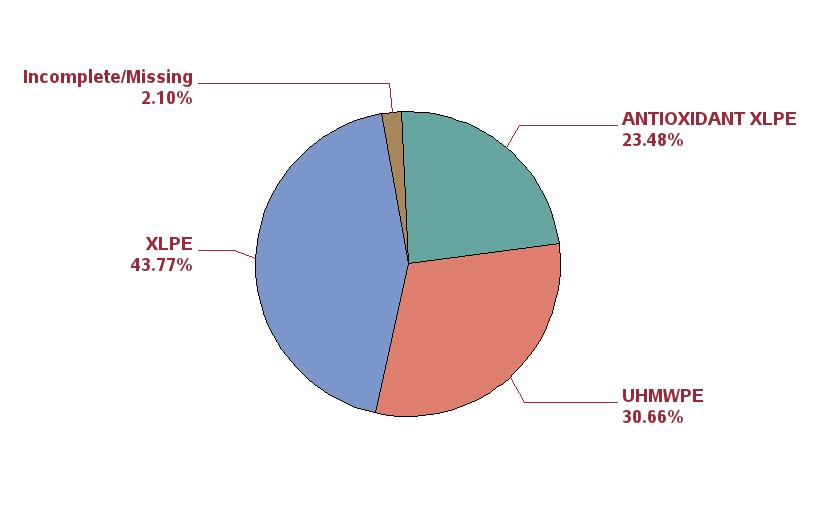 Incomplete/Missing
2.10%
ANTIOXIDANT XLPE
23.48%
XLPE
43.77%
UHMWPE
30.66%